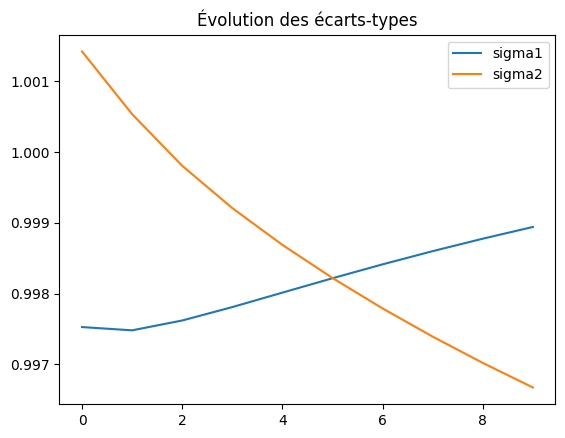 Évolution des écarts-types
sigma1
sigma2
1.001
1.000
0.999
0.998
0.997
0 2 4 6 8